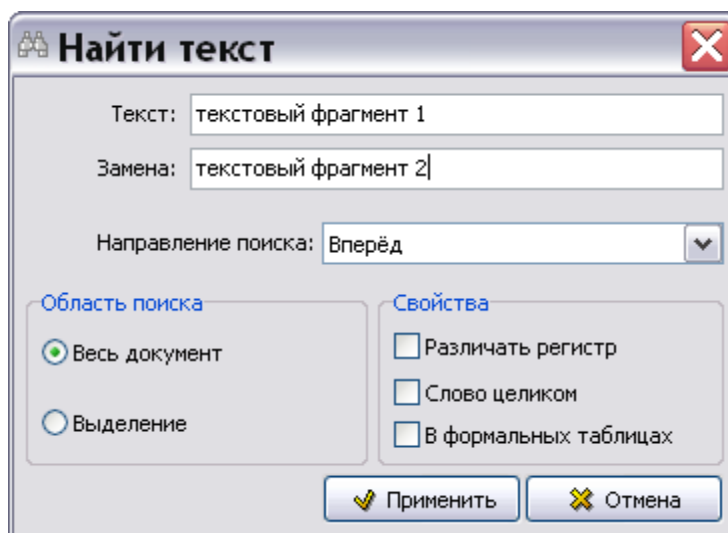 Найти текст
Текст: текстовый фрагмент 1
Замена: текстовый фрагмент 2
Направление поиска: Вперёд
Область поиска
Весь документ
Выделение
Свойства
Различать регистр
Слово целиком
В формальных таблицах
Применить
Отмена